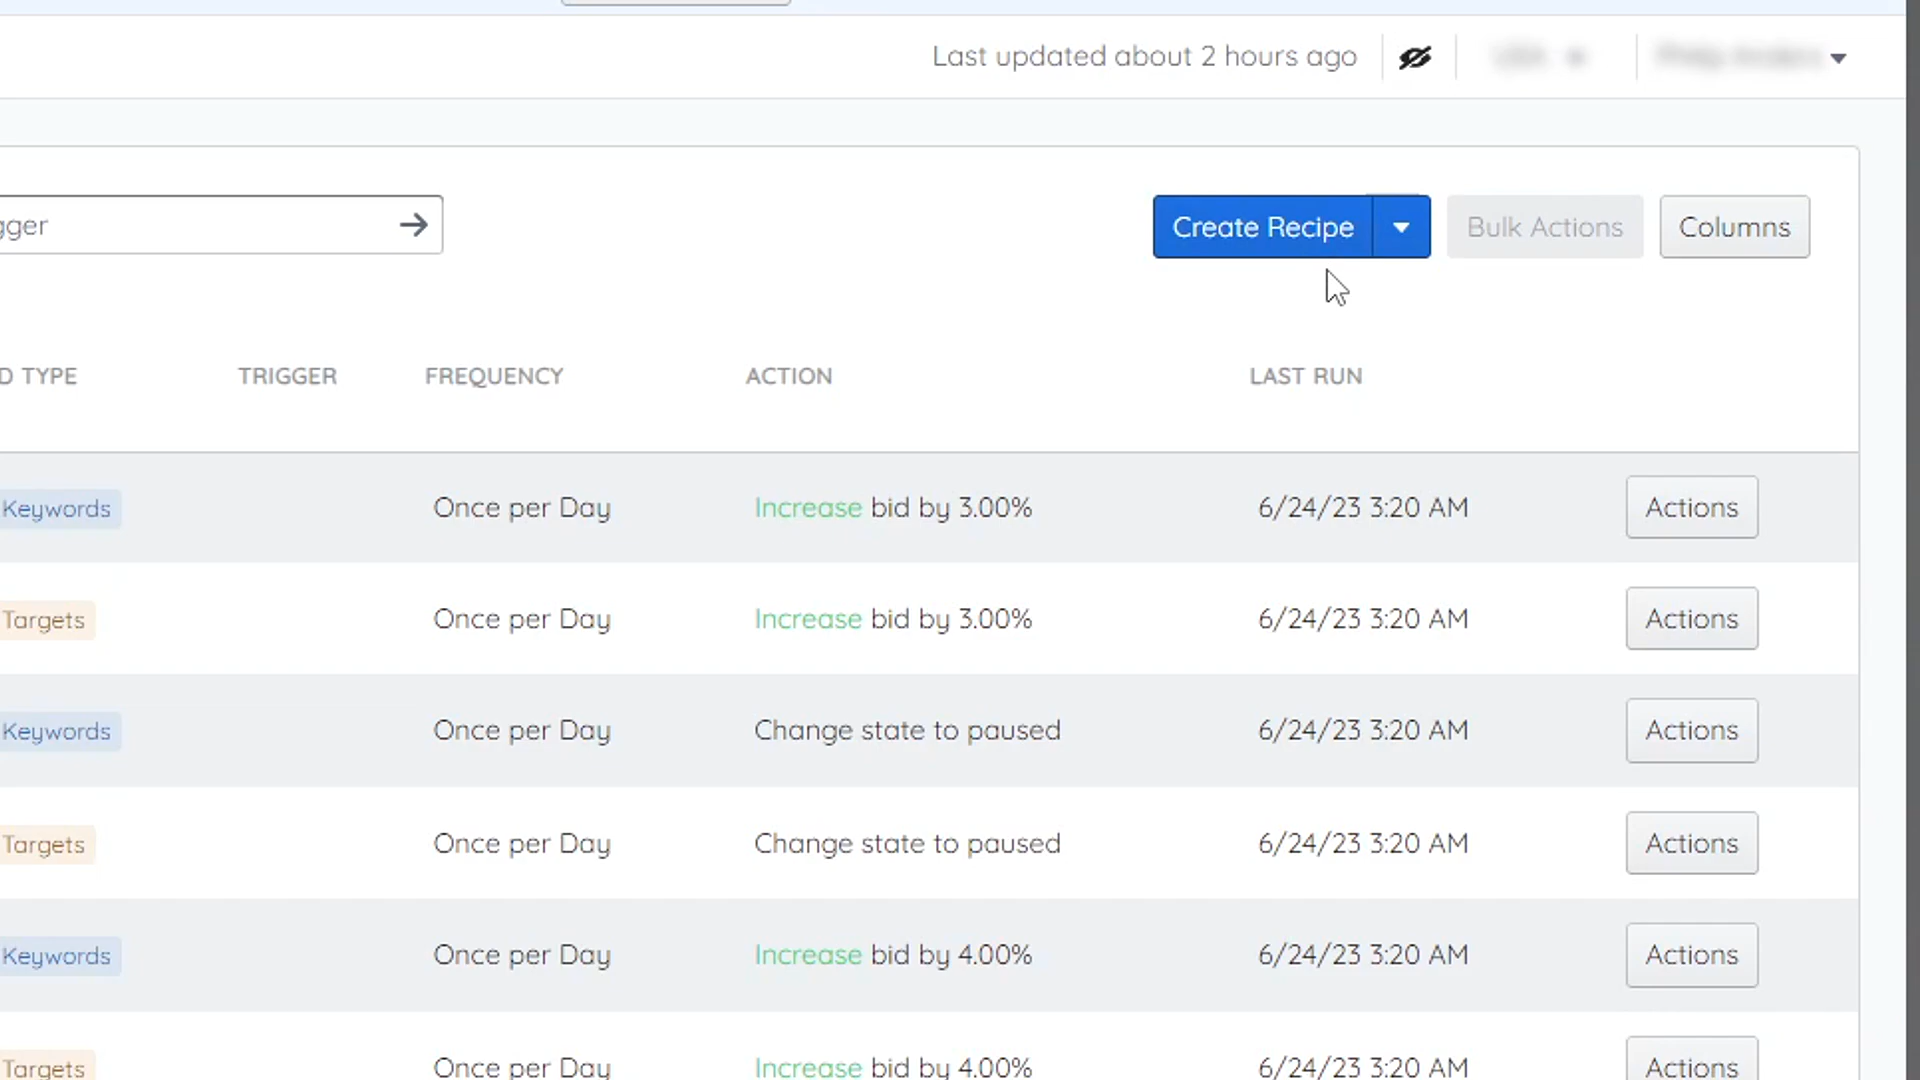 Last updated about 2 hours ago
gger
Create Recipe Bulk Actions Columns
D TYPE TRIGGER FREQUENCY ACTION LAST RUN
Keywords Once per Day Increase bid by 3.00% 6/24/23 3:20 AM Actions
Targets Once per Day Increase bid by 3.00% 6/24/23 3:20 AM Actions
Keywords Once per Day Change state to paused 6/24/23 3:20 AM Actions
Targets Once per Day Change state to paused 6/24/23 3:20 AM Actions
Keywords Once per Day Increase bid by 4.00% 6/24/23 3:20 AM Actions
Targets Once per Day Increase bid by 4.00% 6/24/23 3:20 AM Actions